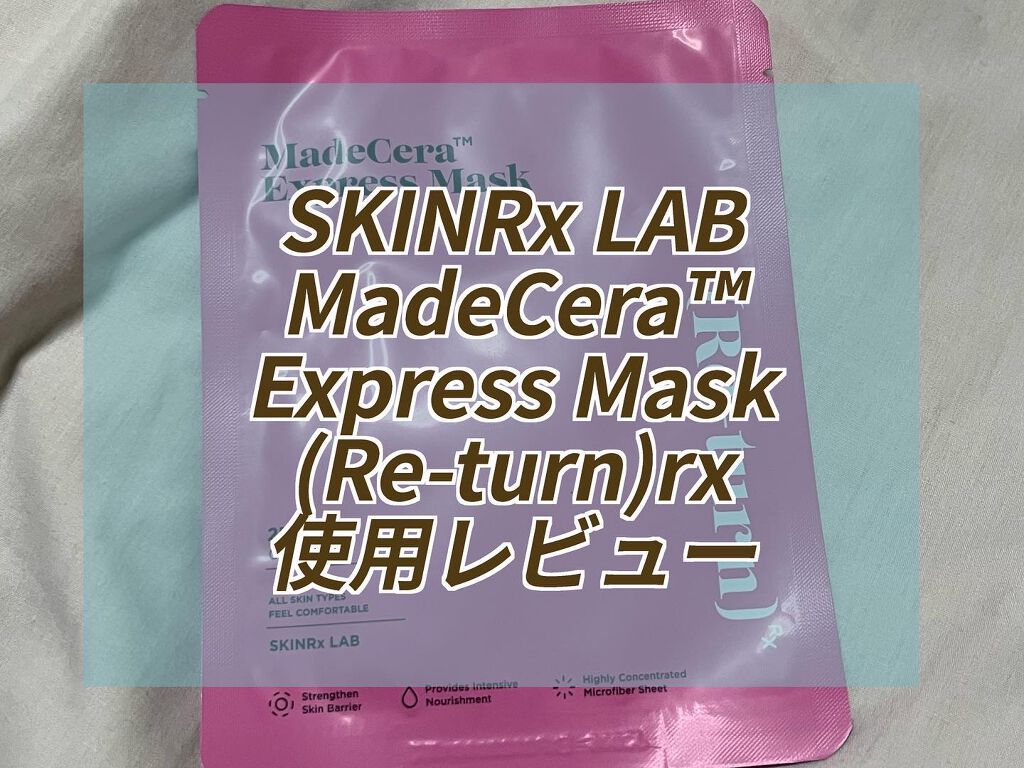 MadeCera™
Express Mask
SKINRx LAB
MadeCera™
Express Mask
(Re-turn)rx
使用レビュー
ALL SKIN TYPES
FEEL COMFORTABLE
SKINRx LAB
Strengthen
Skin Barrier
Provides Intensive
Nourishment
Highly Concentrated
Microfiber Sheet